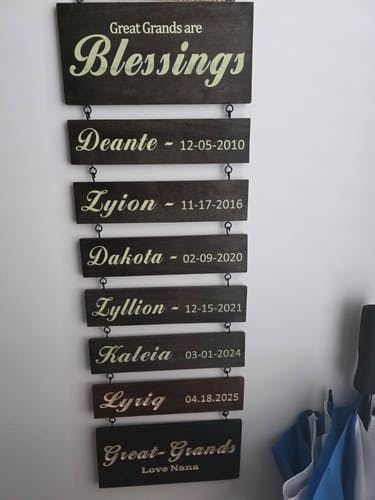 Great Grands are
Blessings
Deante - 12-05-2010
Zyion - 11-17-2016
Dakota - 02-09-2020
Zyllion - 12-15-2021
Kaleia 03-01-2024
Lyriq 04.18.2025
Great-Grands
Love Nana